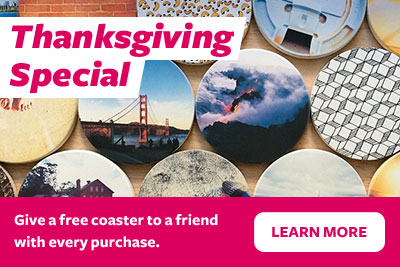 Thanksgiving
Special
Give a free coaster to a friend
with every purchase.
LEARN MORE